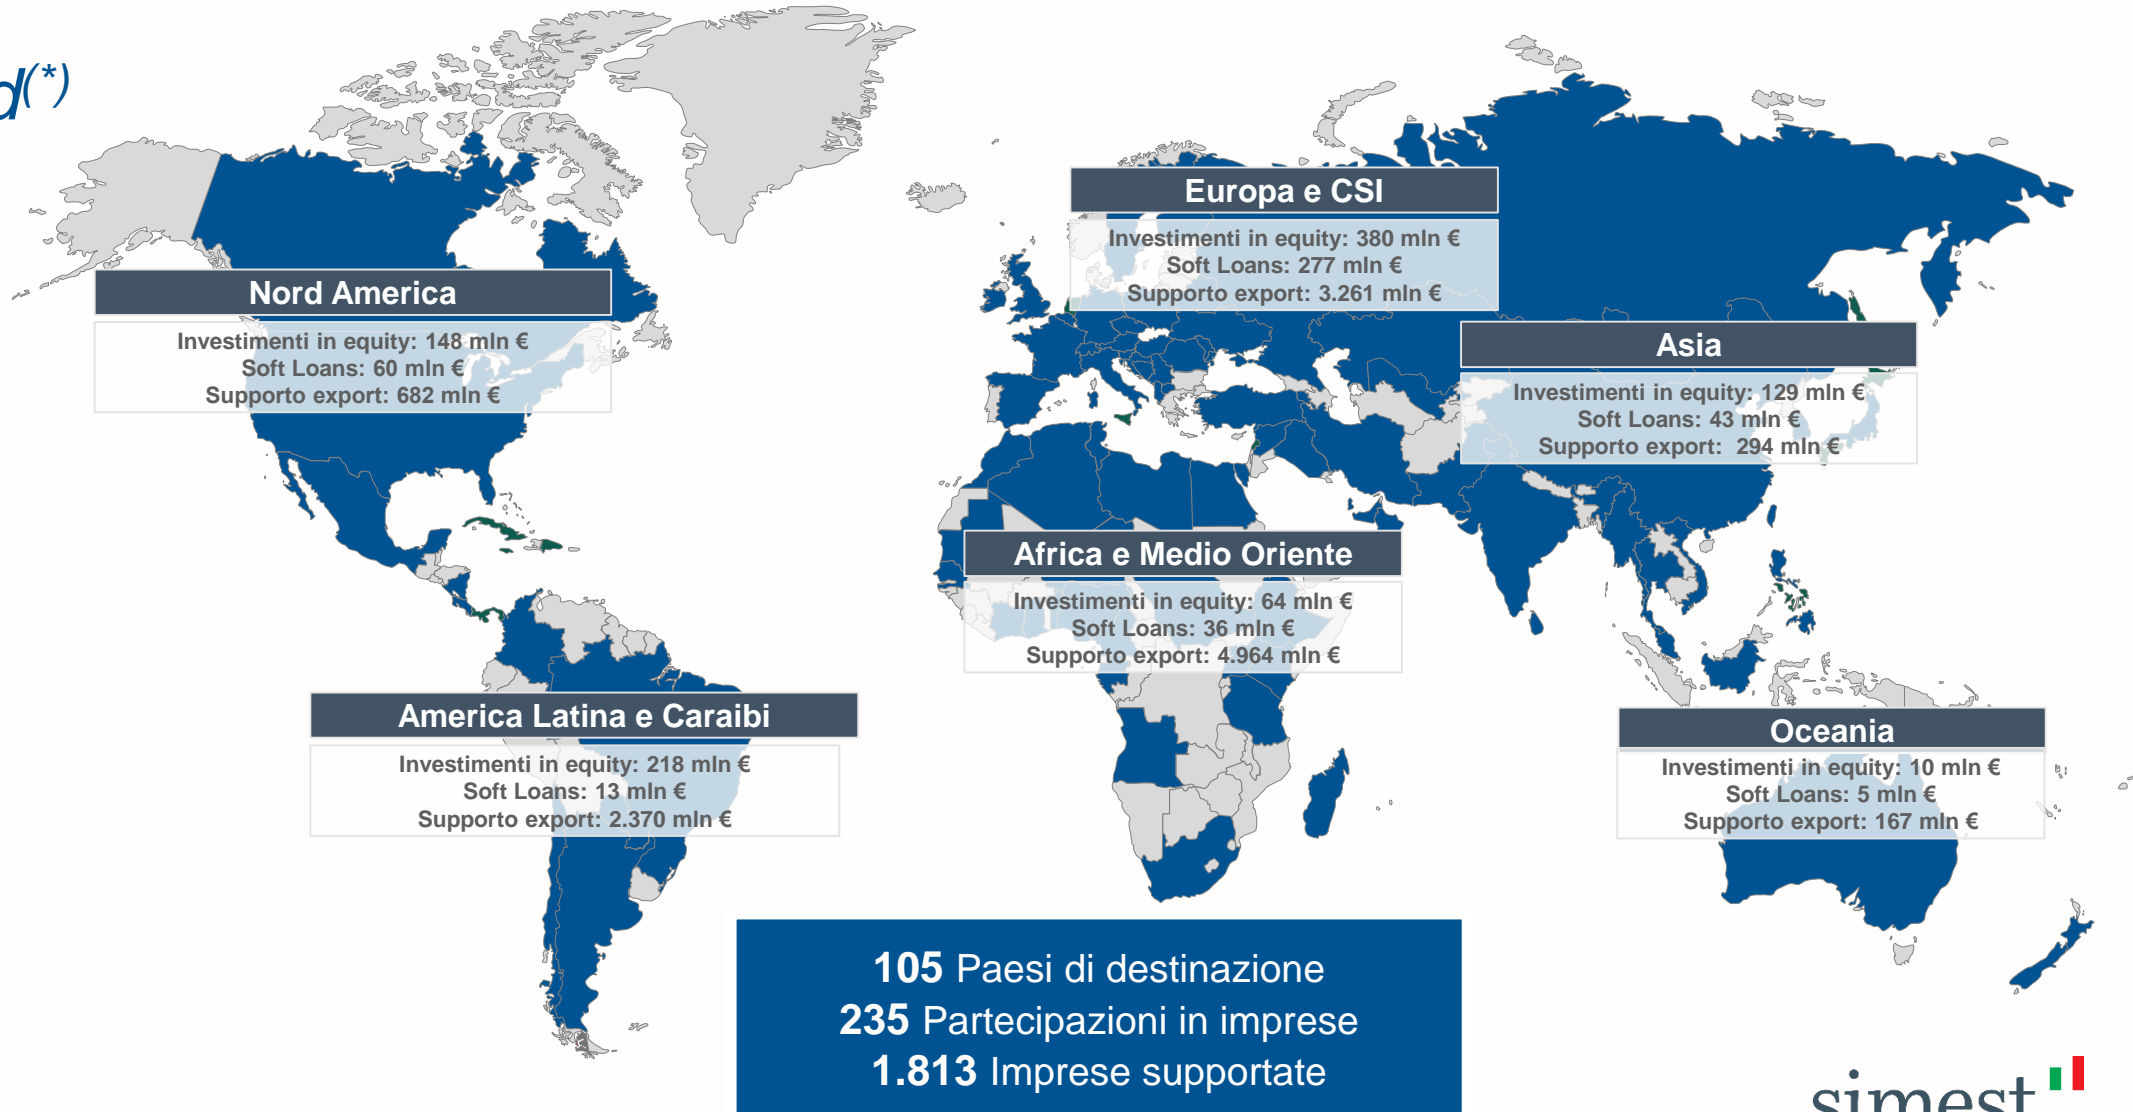 d(*)
Europa e CSI
Investimenti in equity: 380 mln €
Soft Loans: 277 mln €
Supporto export: 3.261 mln €
Nord America
Investimenti in equity: 148 mln €
Soft Loans: 60 mln €
Supporto export: 682 mln €
Asia
Investimenti in equity: 129 mln €
Soft Loans: 43 mln €
Supporto export: 294 mln €
Africa e Medio Oriente
Investimenti in equity: 64 mln €
Soft Loans: 36 mln €
Supporto export: 4.964 mln €
America Latina e Caraibi
Investimenti in equity: 218 mln €
Soft Loans: 13 mln €
Supporto export: 2.370 mln €
Oceania
Investimenti in equity: 10 mln €
Soft Loans: 5 mln €
Supporto export: 167 mln €
105 Paesi di destinazione
235 Partecipazioni in imprese
1.813 Imprese supportate
simest